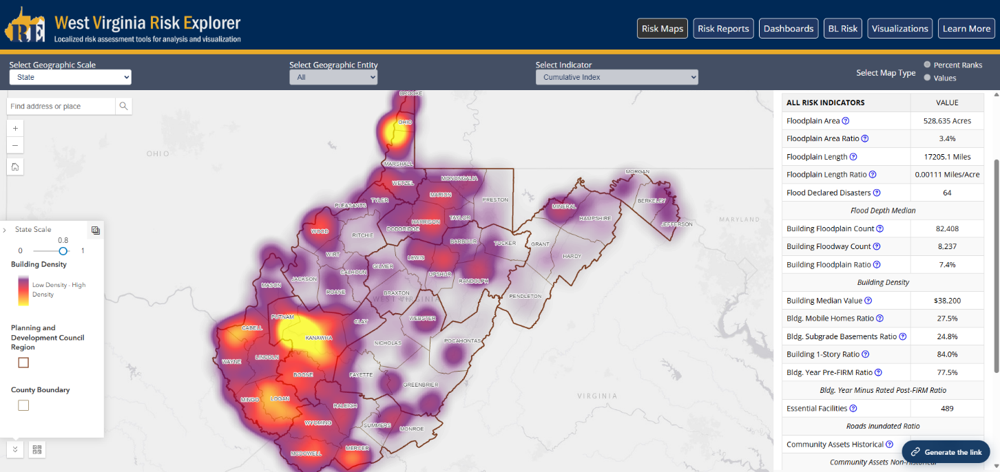 West Virginia Risk Explorer
Localized risk assessment tools for analysis and visualization
Risk Maps
Risk Reports
Dashboards
BL Risk
Visualizations
Learn More
Select Geographic Scale
State
Select Geographic Entity
All
Select Indicator
Cumulative Index
Select Map Type
Percent Ranks
Values
Find address or place
+
−
State Scale
0.8
0
1
Building Density
Low Density - High
Density
Planning and
Development Council
Region
County Boundary
OHIO
MARYLAND
VIRGINIA
WEST VIRGINIA
BROOKE
OHIO
MARSHALL
WETZEL
MONONGALIA
MORGAN
TYLER
MARION
PRESTON
BERKELEY
PLEASANTS
MINERAL
HAMPSHIRE
JEFFERSON
HARRISON
TAYLOR
DODDRIDGE
WOOD
RITCHIE
BARBOUR
TUCKER
GRANT
WIRT
LEWIS
HARDY
GILMER
CALHOUN
UPSHUR
RANDOLPH
JACKSON
MASON
ROANE
BRAXTON
PENDLETON
PUTNAM
CLAY
WEBSTER
CABELL
KANAWHA
NICHOLAS
POCAHONTAS
LINCOLN
WAYNE
BOONE
FAYETTE
GREENBRIER
MINGO
LOGAN
RALEIGH
WYOMING
SUMMERS
MONROE
MCDOWELL
MERCER
ALL RISK INDICATORS VALUE
Floodplain Area 528,635 Acres
Floodplain Area Ratio 3.4%
Floodplain Length 17205.1 Miles
Floodplain Length Ratio 0.00111 Miles/Acre
Flood Declared Disasters 64
Flood Depth Median
Building Floodplain Count 82,408
Building Floodway Count 8,237
Building Floodplain Ratio 7.4%
Building Density
Building Median Value $38,200
Bldg. Mobile Homes Ratio 27.5%
Bldg. Subgrade Basements Ratio 24.8%
Building 1-Story Ratio 84.0%
Bldg. Year Pre-FIRM Ratio 77.5%
Bldg. Year Minus Rated Post-FIRM Ratio
Essential Facilities 489
Roads Inundated Ratio
Community Assets Historical
Generate the link
Community Assets Non-Historical